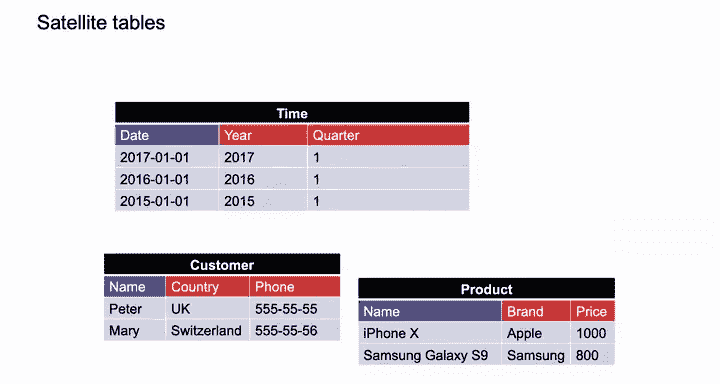 Satellite tables
Time
Date Year Quarter
2017-01-01 2017 1
2016-01-01 2016 1
2015-01-01 2015 1
Customer
Name Country Phone
Peter UK 555-55-55
Mary Switzerland 555-55-56
Product
Name Brand Price
iPhone X Apple 1000
Samsung Galaxy S9 Samsung 800